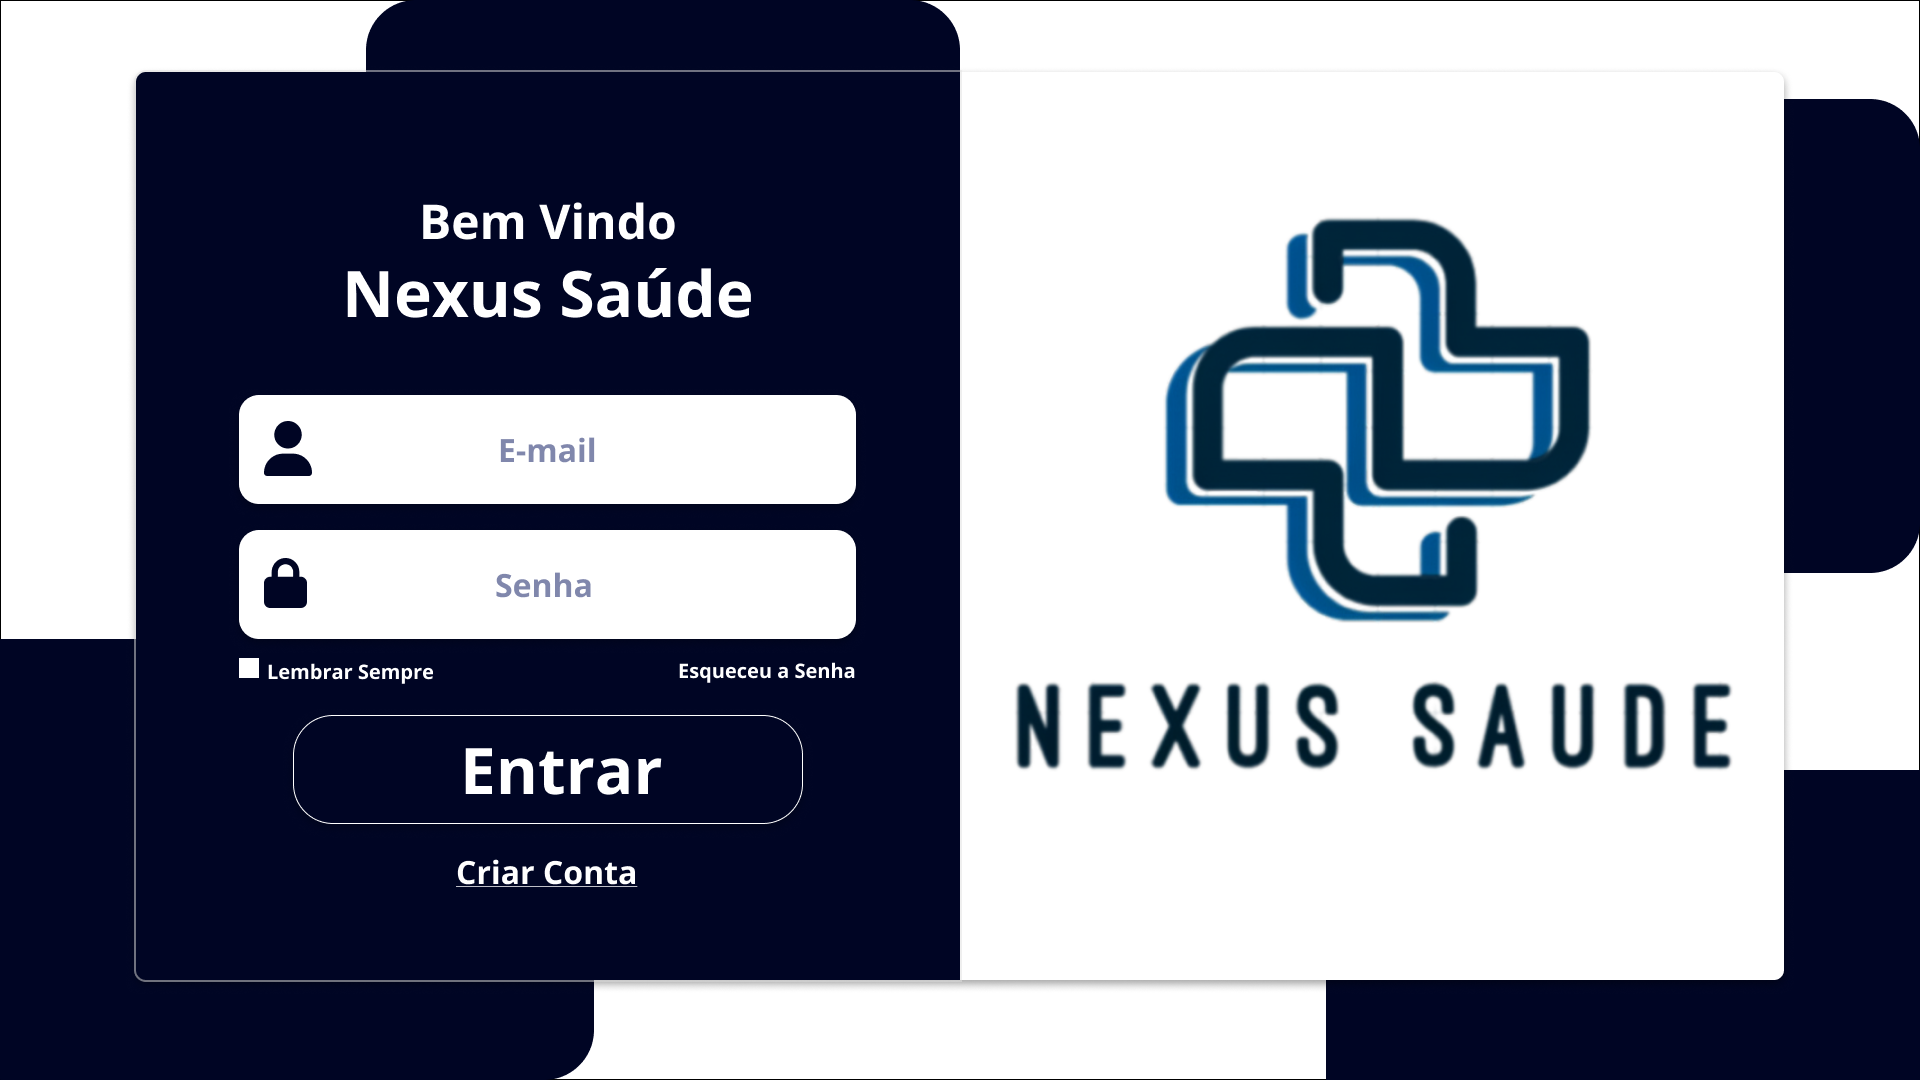 Bem Vindo
Nexus Saúde
E-mail
Senha
Lembrar Sempre
Esqueceu a Senha
Entrar
Criar Conta
NEXUS SAUDE